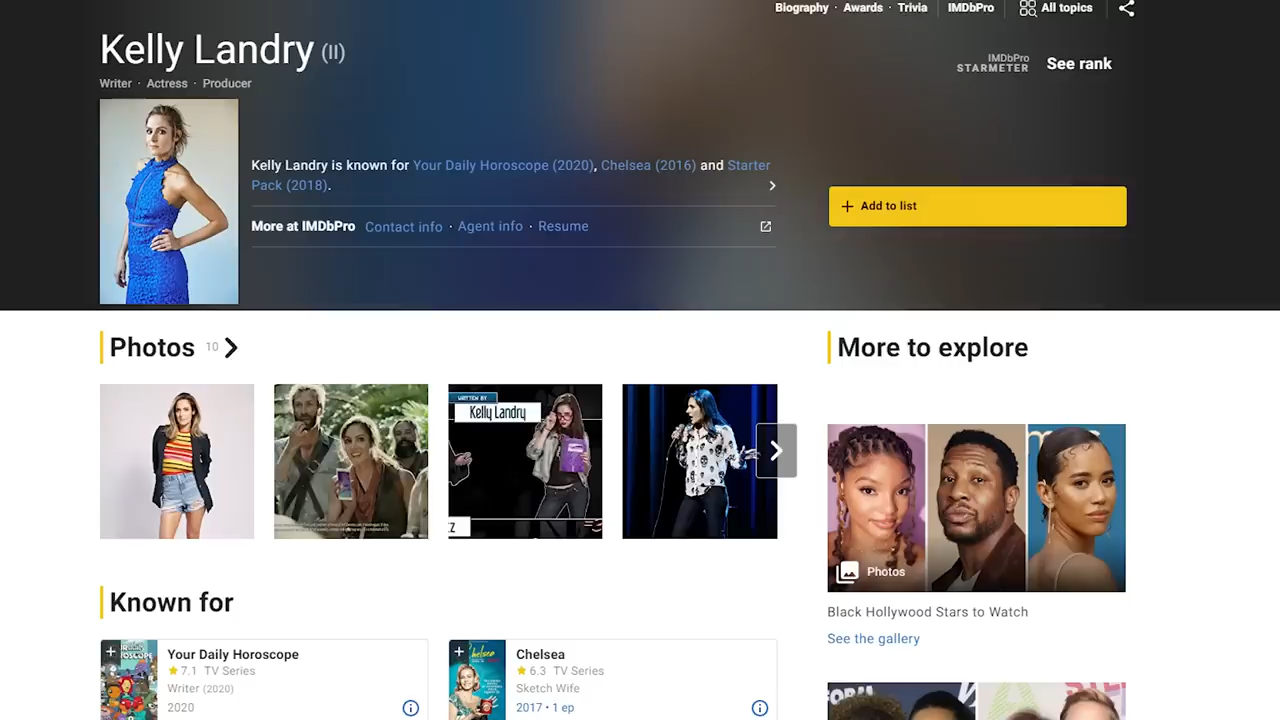 Biography · Awards · Trivia IMDbPro All topics
Kelly Landry (II)
Writer · Actress · Producer
IMDbPro
STARMETER
See rank
Kelly Landry is known for Your Daily Horoscope (2020), Chelsea (2016) and Starter
Pack (2018).
More at IMDbPro Contact info · Agent info · Resume
+ Add to list
Photos 10
More to explore
WRITTEN BY
Kelly Landry
EZ
Photos
Black Hollywood Stars to Watch
See the gallery
Known for
Your Daily Horoscope
7.1 TV Series
Writer (2020)
2020
chelsea
Chelsea
6.3 TV Series
Sketch Wife
2017 • 1 ep